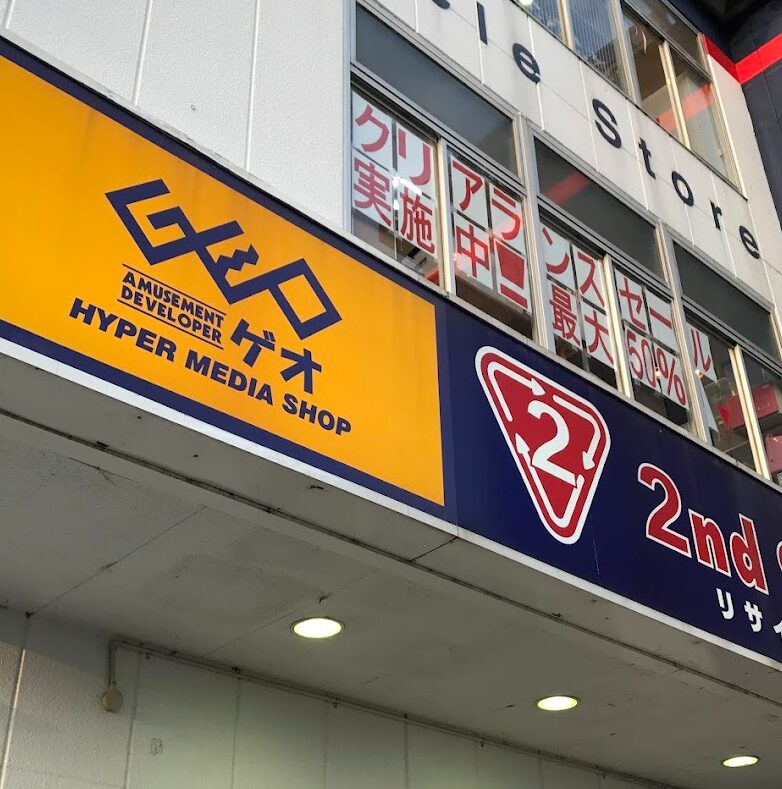 cle Store
クリアランスセール
実施中!!最大50%
GEO
AMUSEMENT
DEVELOPER
ゲオ
HYPER MEDIA SHOP
2
2nd
リサイ